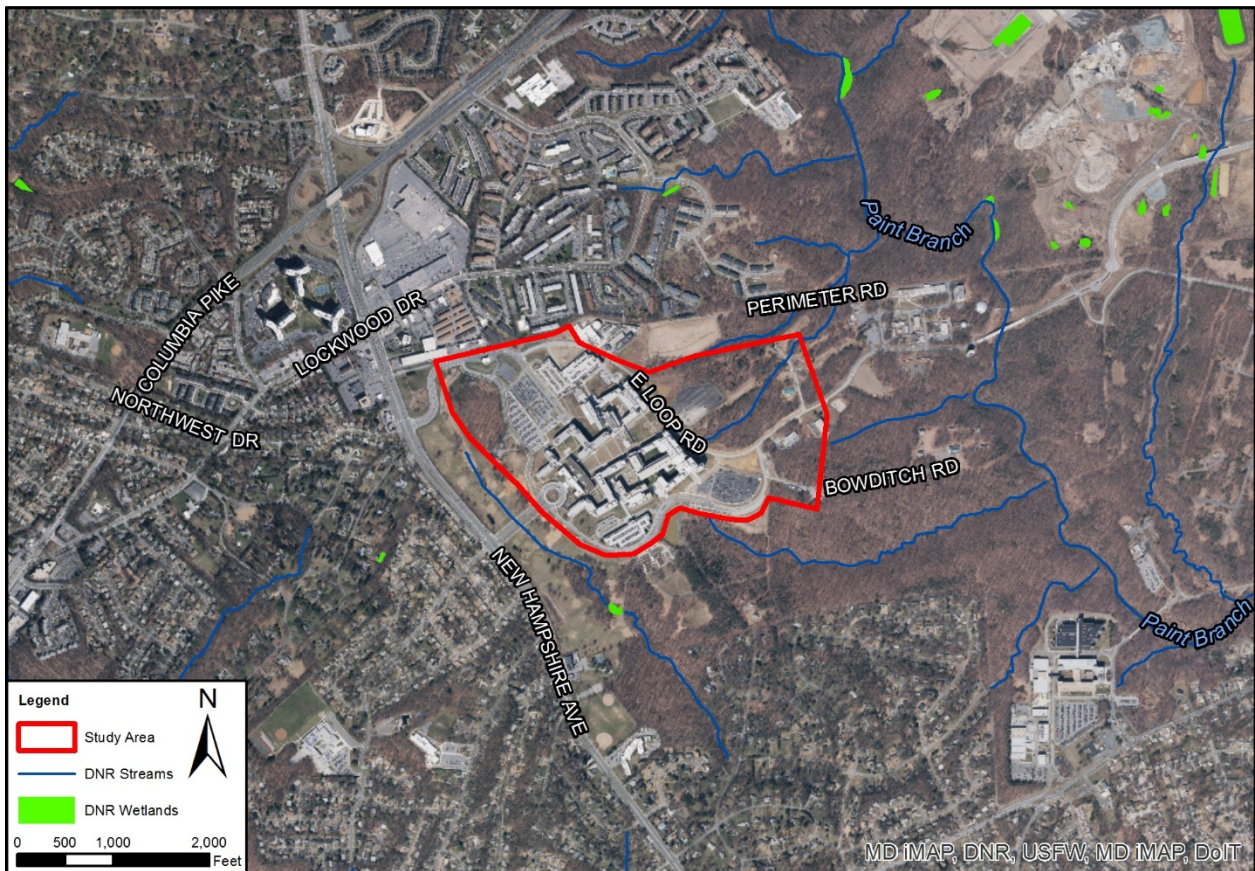 Paint Branch
PERIMETER RD
COLUMBIA PIKE
LOCKWOOD DR
NORTHWEST DR
E LOOP RD
BOWDITCH RD
NEW HAMPSHIRE AVE
Paint Branch
Legend
N
Study Area
DNR Streams
DNR Wetlands
0 500 1,000 2,000
Feet
MD iMAP, DNR, USFW, MD iMAP, DoIT